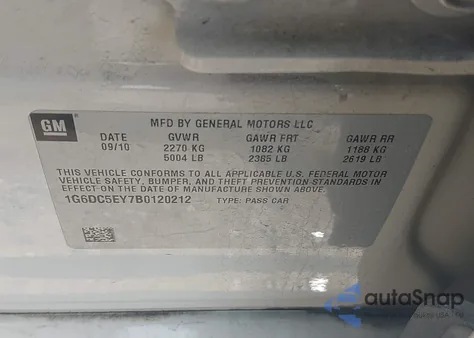 GM
MFD BY GENERAL MOTORS LLC
DATE GVWR GAWR FRT GAWR RR
09/10 2270 KG 1082 KG 1188 KG
5004 LB 2385 LB 2619 LB
THIS VEHICLE CONFORMS TO ALL APPLICABLE U.S. FEDERAL MOTOR
VEHICLE SAFETY, BUMPER, AND THEFT PREVENTION STANDARDS IN
EFFECT ON THE DATE OF MANUFACTURE SHOWN ABOVE.
1G6DC5EY7B0120212 TYPE: PASS CAR
autoSnap